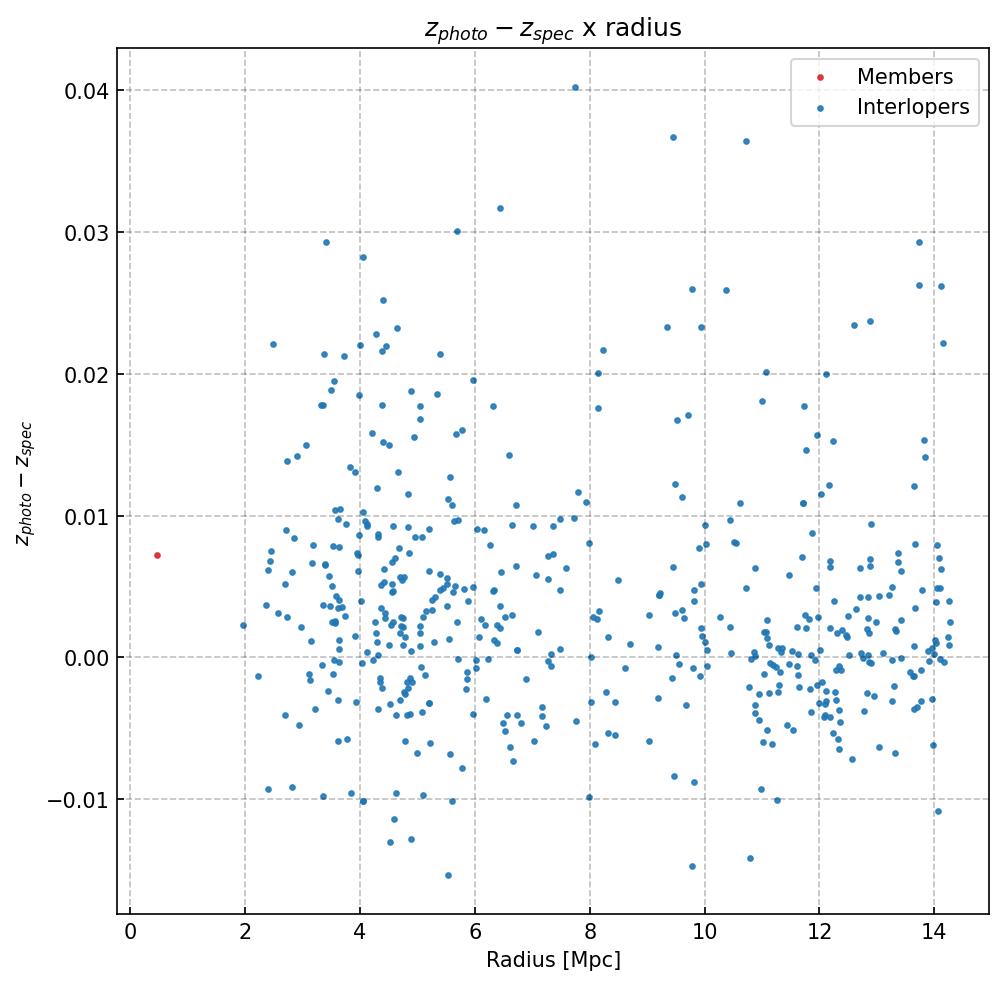 z_photo − z_spec x radius
Members
Interlopers
0.04
0.03
0.02
0.01
0.00
−0.01
z_photo − z_spec
0 2 4 6 8 10 12 14
Radius [Mpc]